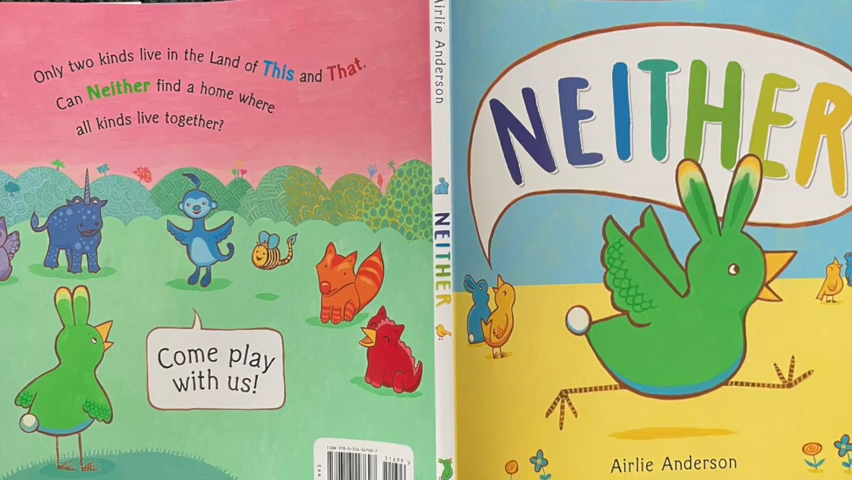 Only two kinds live in the Land of This and That.
Can Neither find a home where
all kinds live together?
Come play
with us!
Airlie Anderson
NEITHER
NEITHER
Airlie Anderson